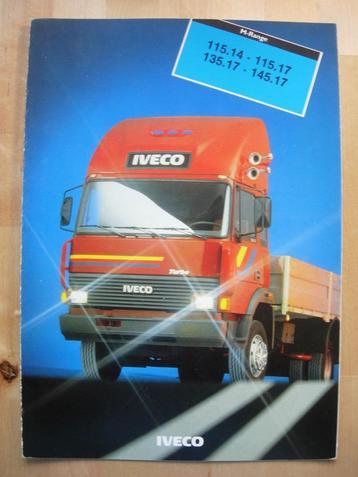 M-Range
115.14 - 115.17
135.17 - 145.17
IVECO
Turbo
IVECO
IVECO